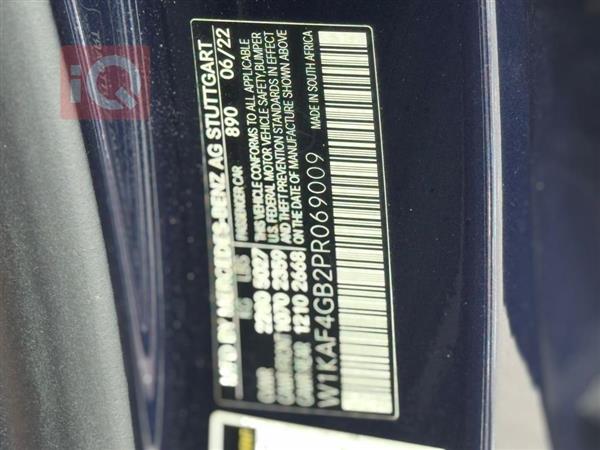 iQ
MFD BY MERCEDES-BENZ AG STUTTGART
PASSENGER CAR 890 06/22
KG LBS
GVWR 2280 5027
GAWR FRONT 1070 2359
GAWR REAR 1210 2668
THIS VEHICLE CONFORMS TO ALL APPLICABLE
U.S. FEDERAL MOTOR VEHICLE SAFETY, BUMPER
AND THEFT PREVENTION STANDARDS IN EFFECT
ON THE DATE OF MANUFACTURE SHOWN ABOVE
MADE IN SOUTH AFRICA
W1KAF4GB2PR069009